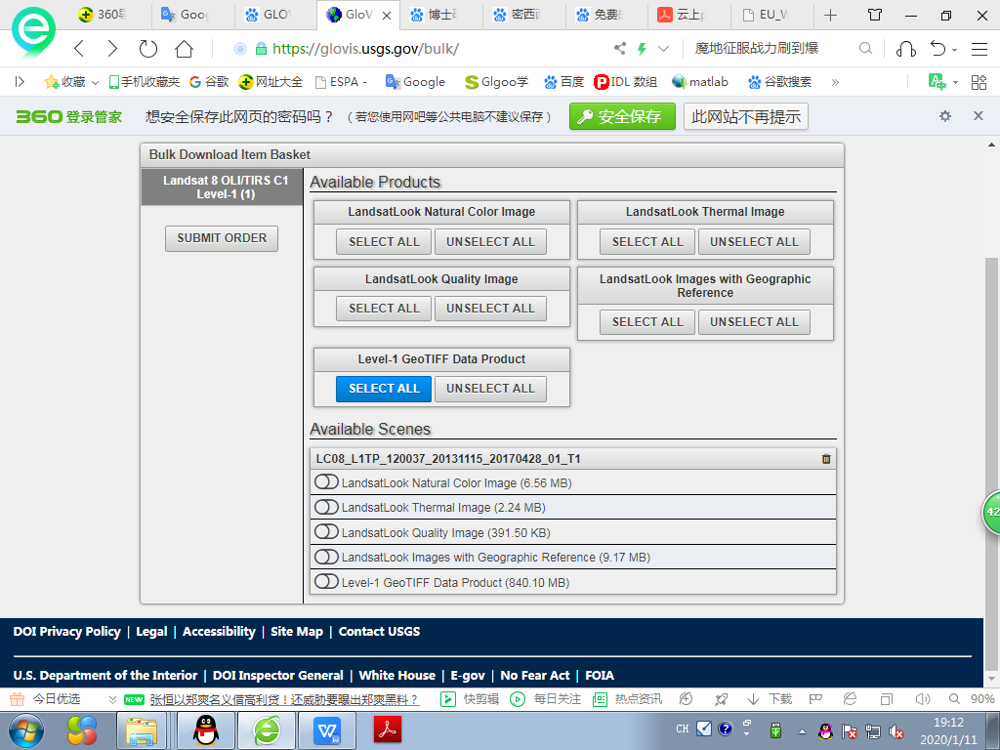 360号
Goo
GLO
GloV
博士
密西
免费
云上
EU_W
https://glovis.usgs.gov/bulk/
魔地征服战力刷到爆
收藏
手机收藏夹
谷歌
网址大全
ESPA -
Google
Glgoo学
百度
IDL 数组
matlab
谷歌搜索
»
360 登录管家
想安全保存此网页的密码吗？
（若您使用网吧等公共电脑不建议保存）
安全保存
此网站不再提示
Bulk Download Item Basket
Landsat 8 OLI/TIRS C1
Level-1 (1)
SUBMIT ORDER
Available Products
LandsatLook Natural Color Image
SELECT ALL
UNSELECT ALL
LandsatLook Thermal Image
SELECT ALL
UNSELECT ALL
LandsatLook Quality Image
SELECT ALL
UNSELECT ALL
LandsatLook Images with Geographic
Reference
SELECT ALL
UNSELECT ALL
Level-1 GeoTIFF Data Product
SELECT ALL
UNSELECT ALL
Available Scenes
LC08_L1TP_120037_20131115_20170428_01_T1
LandsatLook Natural Color Image (6.56 MB)
LandsatLook Thermal Image (2.24 MB)
LandsatLook Quality Image (391.50 KB)
LandsatLook Images with Geographic Reference (9.17 MB)
Level-1 GeoTIFF Data Product (840.10 MB)
42
DOI Privacy Policy | Legal | Accessibility | Site Map | Contact USGS
U.S. Department of the Interior | DOI Inspector General | White House | E-gov | No Fear Act | FOIA
今日优选
NEW
张恒以郑爽名义借高利贷！还威胁要曝出郑爽黑料？
快剪辑
每日关注
热点资讯
下载
90%
CH
19:12
2020/1/11